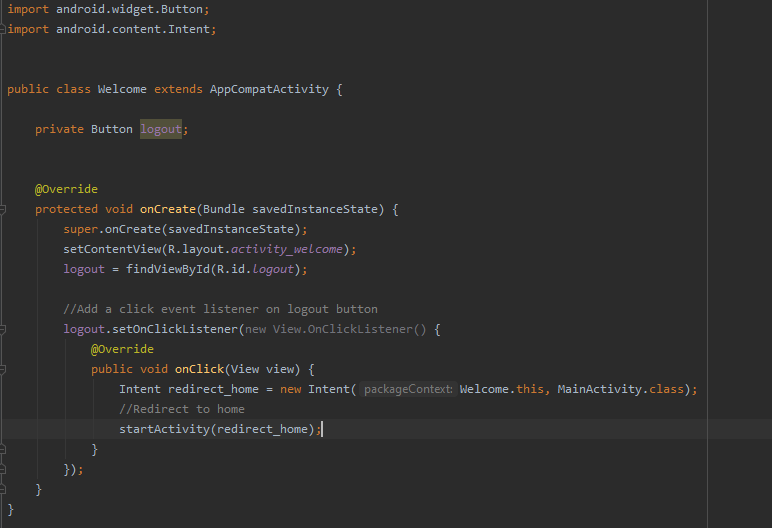 import android.widget.Button;
import android.content.Intent;
public class Welcome extends AppCompatActivity {
private Button logout;
@Override
protected void onCreate(Bundle savedInstanceState) {
super.onCreate(savedInstanceState);
setContentView(R.layout.activity_welcome);
logout = findViewById(R.id.logout);
//Add a click event listener on logout button
logout.setOnClickListener(new View.OnClickListener() {
@Override
public void onClick(View view) {
Intent redirect_home = new Intent( packageContext: Welcome.this, MainActivity.class);
//Redirect to home
startActivity(redirect_home);
}
});
}
}